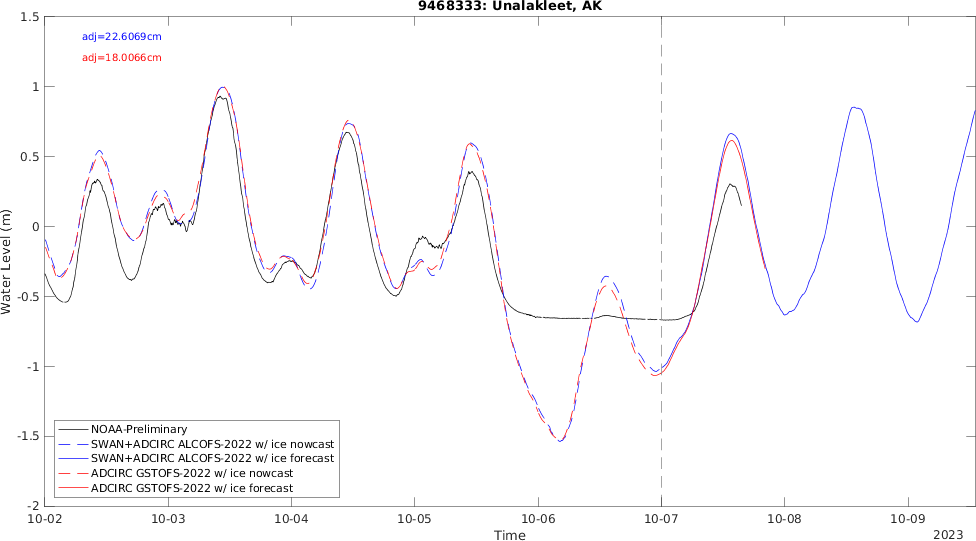 9468333: Unalakleet, AK
adj=22.6069cm
adj=18.0066cm
1.5
1
0.5
0
-0.5
-1
-1.5
-2
Water Level (m)
NOAA-Preliminary
SWAN+ADCIRC ALCOFS-2022 w/ ice nowcast
SWAN+ADCIRC ALCOFS-2022 w/ ice forecast
ADCIRC GSTOFS-2022 w/ ice nowcast
ADCIRC GSTOFS-2022 w/ ice forecast
10-02 10-03 10-04 10-05 10-06 10-07 10-08 10-09
Time
2023